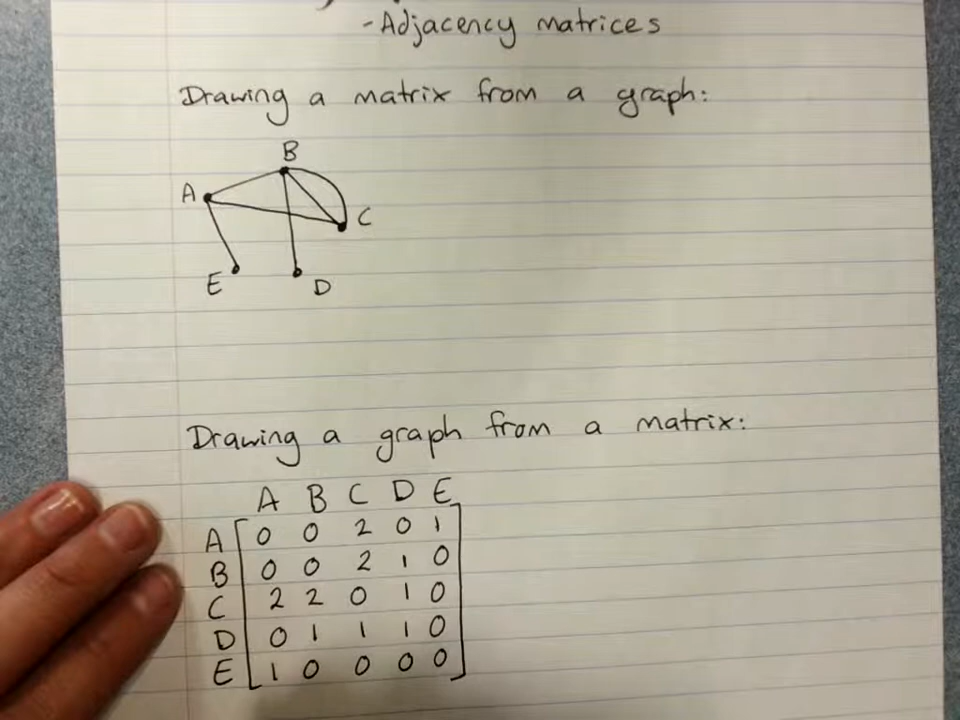 -Adjacency matrices
Drawing a matrix from a graph:
B
A
C
E
D
Drawing a graph from a matrix:
A B C D E
A 0 0 2 0 1
B 0 0 2 1 0
C 2 2 0 1 0
D 0 1 1 1 0
E 1 0 0 0 0